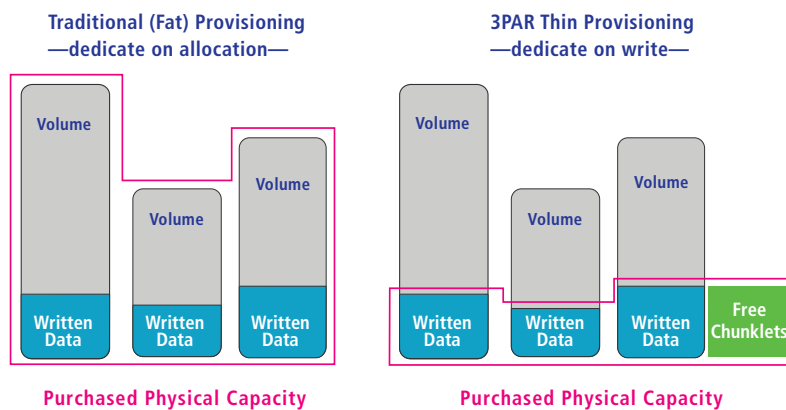 Traditional (Fat) Provisioning
—dedicate on allocation—
Volume
Volume
Volume
Written
Data
Written
Data
Written
Data
Purchased Physical Capacity
3PAR Thin Provisioning
—dedicate on write—
Volume
Volume
Volume
Written
Data
Written
Data
Written
Data
Free
Chunklets
Purchased Physical Capacity